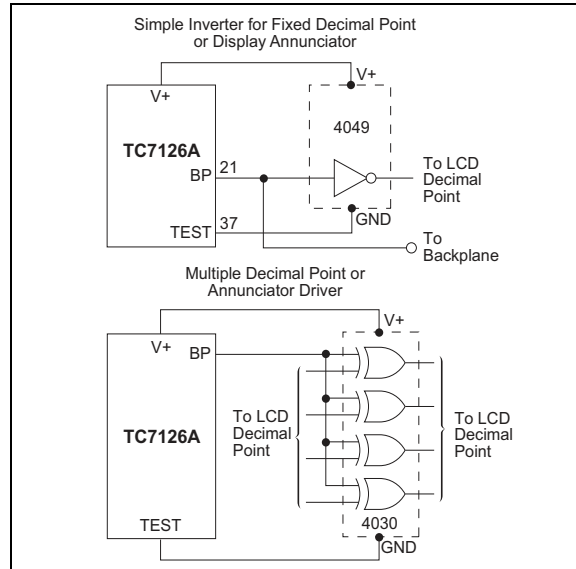 Simple Inverter for Fixed Decimal Point
or Display Annunciator
V+
V+
4049
TC7126A
BP
21
To LCD
Decimal
Point
GND
TEST
37
To
Backplane
Multiple Decimal Point or
Annunciator Driver
V+
V+
BP
TC7126A
To LCD
Decimal
Point
To LCD
Decimal
Point
TEST
4030
GND